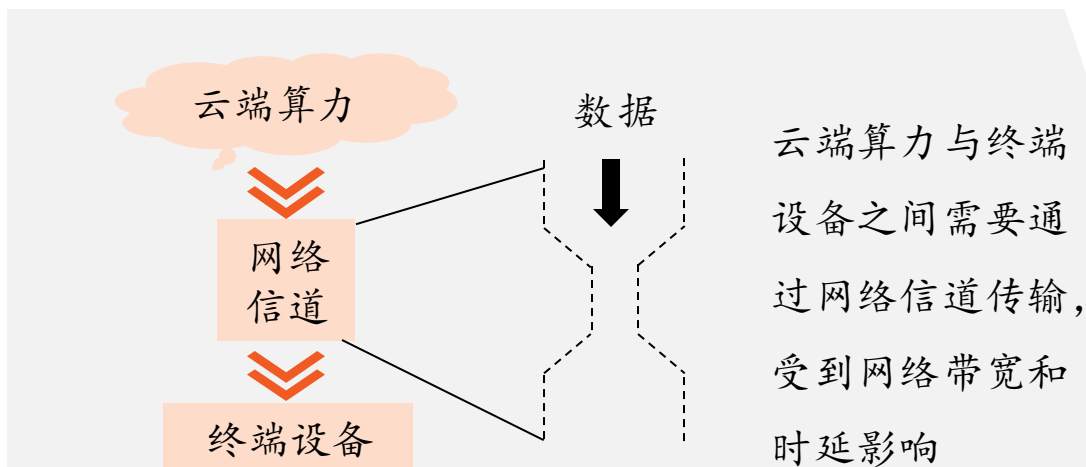 云端算力
数据
网络
信道
终端设备
云端算力与终端
设备之间需要通
过网络信道传输，
受到网络带宽和
时延影响